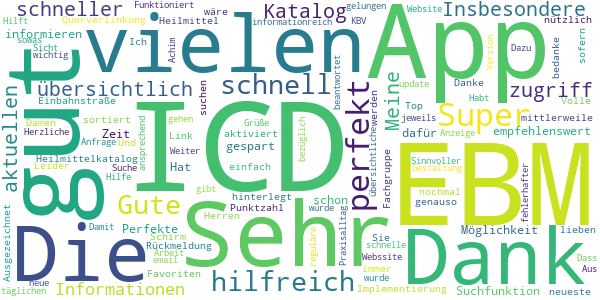 schneller
Funktioniert
wäre
Katalog
gelungen
Website
Insbesondere
Hilft
Querverlinkung
Heilmittel
informationreich
KBV
nützlich
informieren
sowas
vielen
App
Version
Dazu
sofern
Sicht
wichtig
Ich
Achim
bedanke
übersichtlich
schnell
suchen
beantwortet
Meine
update
Danke
Habt
zugriff
Einbahnstraße
Volle
aktuellen
gut
Damen
sortiert
Zeit
ansprechend
gehen
Link
Grüße
aktiviert
bezüglich
perfekt
werden
Top
jeweils
Super
mittlerweile
Herzliche
Anfrage
Und
ICD
gespart
übersichtliche
dafür
Anzeige
empfehlenswert
Heilmittelkatalog
Weiter
einfach
Fachgruppe
EBM
Sinnvoller
Gestaltung
Leider
Suche
Hat
Hilfe
gibt
hinterlegt
schon
nochmal
genauso
fehlerhafter
Ausgezeichnet
Die
Gute
Herren
Punktzahl
Sehr
wurde
reguläre
Praxisalltag
Sie
schnelle
Möglichkeit
lieben
Damit
Perfekte
Schirm
Rückmeldung
Webssite
Suchfunktion
Dank
Dass
Aus
täglichen
neue
Arbeit
email
Favoriten
Informationen
hilfreich
immer
wurde
Implementierung
neueste